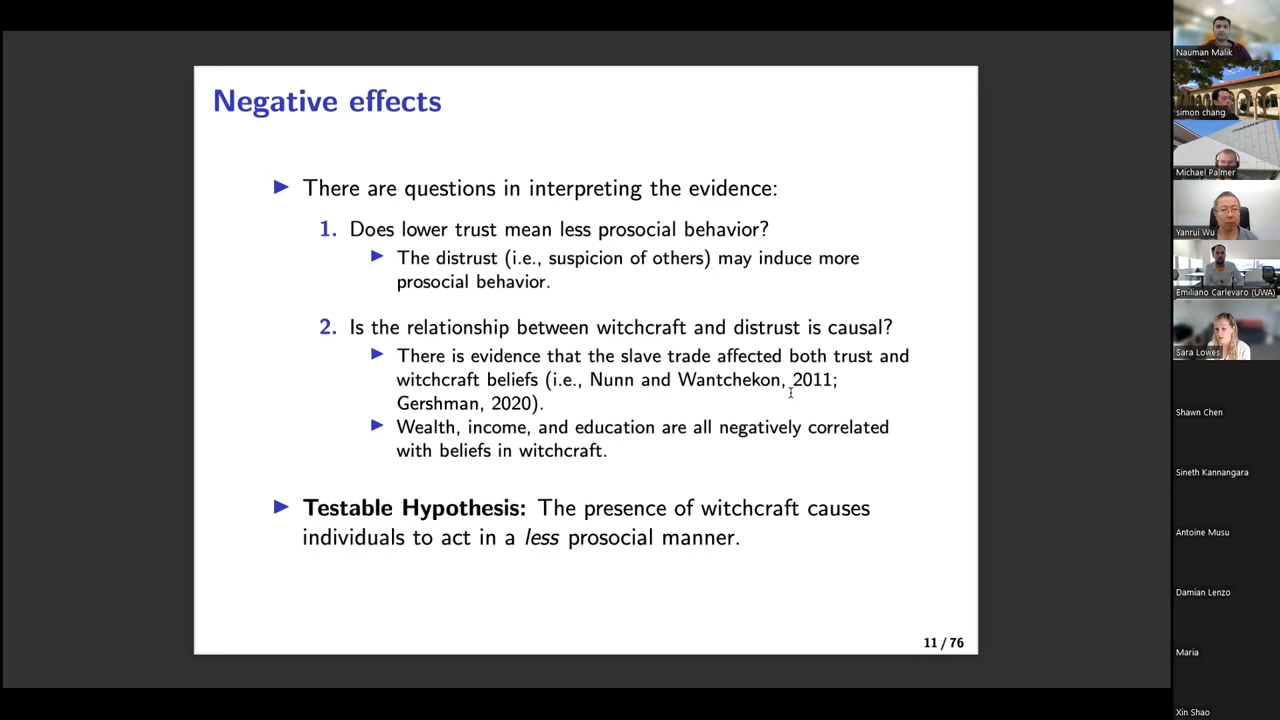 Negative effects
There are questions in interpreting the evidence:
1. Does lower trust mean less prosocial behavior?
The distrust (i.e., suspicion of others) may induce more
prosocial behavior.
2. Is the relationship between witchcraft and distrust is causal?
There is evidence that the slave trade affected both trust and
witchcraft beliefs (i.e., Nunn and Wantchekon, 2011;
Gershman, 2020).
Wealth, income, and education are all negatively correlated
with beliefs in witchcraft.
Testable Hypothesis: The presence of witchcraft causes
individuals to act in a less prosocial manner.
11 / 76
Nauman Malik
simon chang
Michael Palmer
Yanrui Wu
Emiliano Carlevaro (UWA)
Sara Lowes
Shawn Chen
Sineth Kannangara
Antoine Musu
Damian Lenzo
Maria
Xin Shao